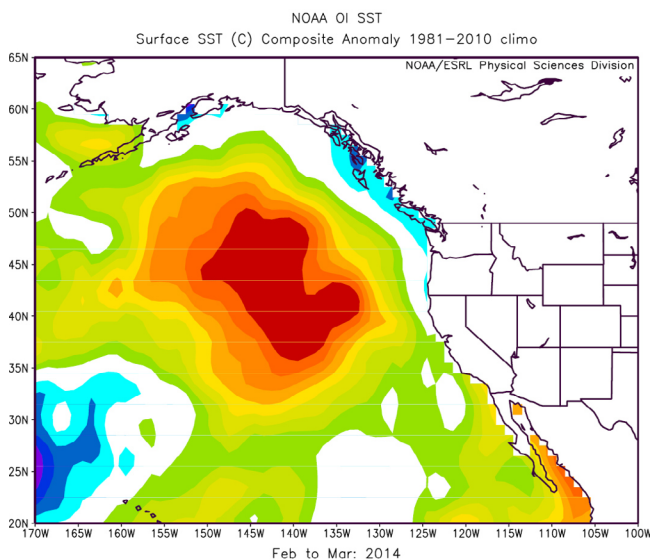 NOAA OI SST
Surface SST (C) Composite Anomaly 1981-2010 climo
NOAA/ESRL Physical Sciences Division
65N
60N
55N
50N
45N
40N
35N
30N
25N
20N
170W 165W 160W 155W 150W 145W 140W 135W 130W 125W 120W 115W 110W 105W 100W
Feb to Mar: 2014